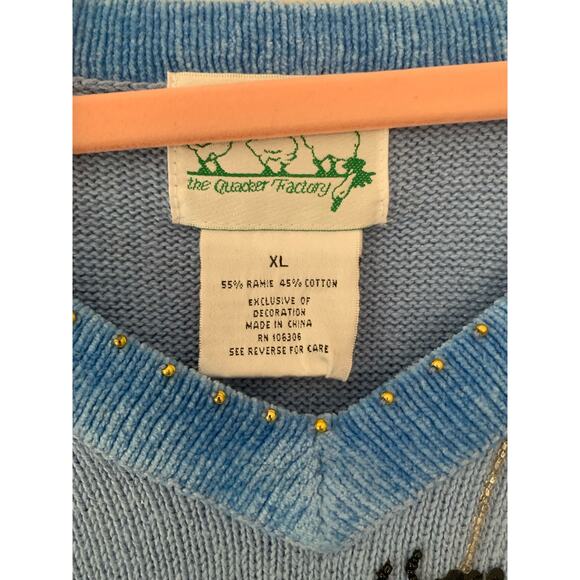 the Quacker Factory
XL
55% RAMIE 45% COTTON
EXCLUSIVE OF
DECORATION
MADE IN CHINA
RN 106306
SEE REVERSE FOR CARE